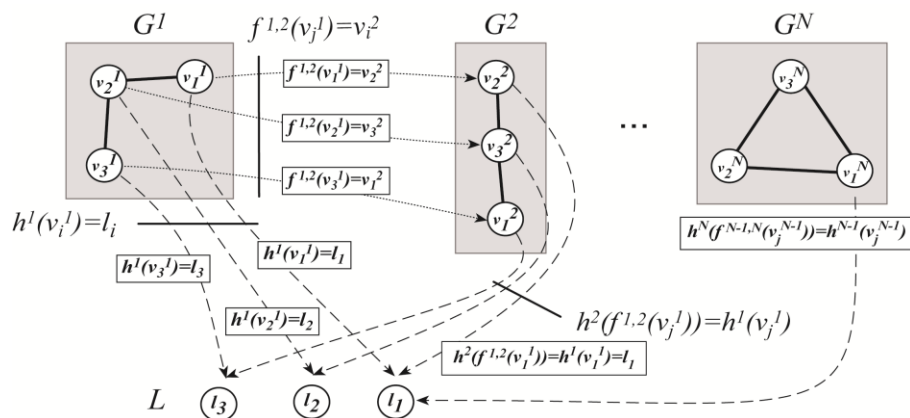 G¹ f¹,²(vⱼ¹)=vᵢ² G² Gᴺ
v₂¹ v₁¹ f¹,²(v₁¹)=v₂² v₂² v₃ᴺ
f¹,²(v₂¹)=v₃² v₃² ...
v₃¹ f¹,²(v₃¹)=v₁² v₂ᴺ v₁ᴺ
v₁²
h¹(vᵢ¹)=lᵢ hᴺ(fᴺ⁻¹,ᴺ(vⱼᴺ⁻¹))=hᴺ⁻¹(vⱼᴺ⁻¹)
h¹(v₃¹)=l₃ h¹(v₁¹)=l₁
h¹(v₂¹)=l₂ h²(f¹,²(vⱼ¹))=h¹(vⱼ¹)
h²(f¹,²(v₁¹))=h¹(v₁¹)=l₁
L l₃ l₂ l₁